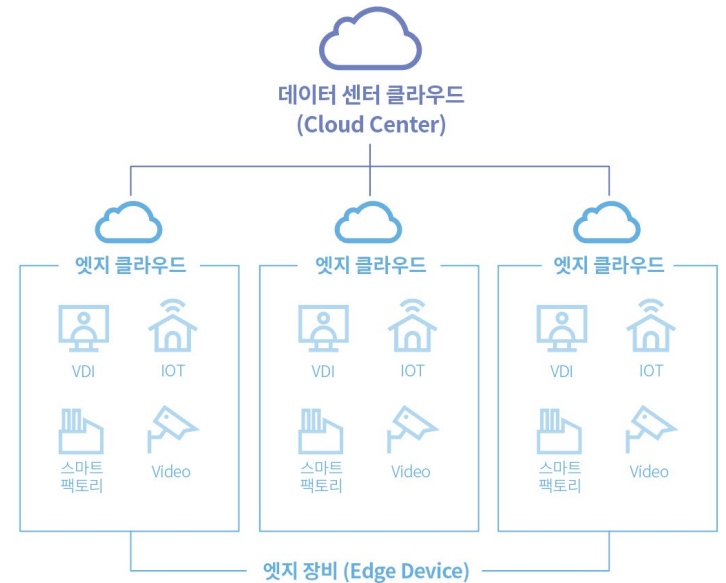 데이터 센터 클라우드
(Cloud Center)
엣지 클라우드
엣지 클라우드
엣지 클라우드
VDI
IOT
VDI
IOT
VDI
IOT
스마트
팩토리
Video
스마트
팩토리
Video
스마트
팩토리
Video
엣지 장비 (Edge Device)